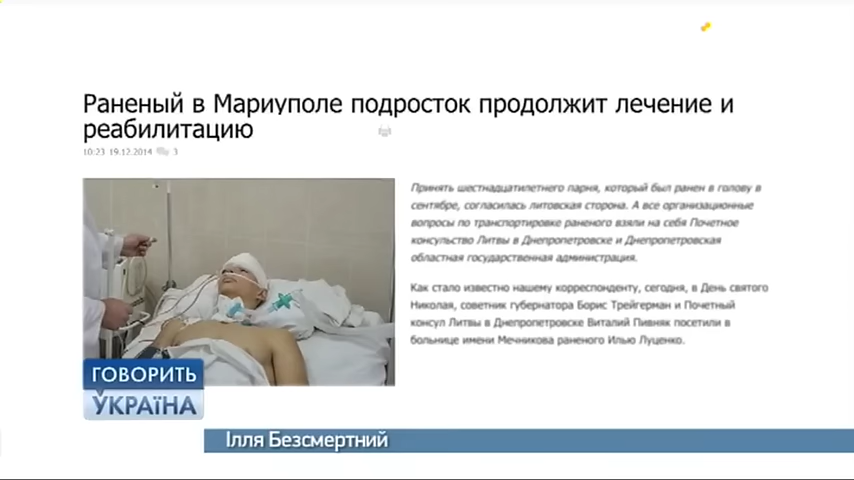 Раненый в Мариуполе подросток продолжит лечение и
реабилитацию
10:23 19.12.2014 3
Принять шестнадцатилетнего парня, который был ранен в голову в
сентябре, согласилась литовская сторона. А все организационные
вопросы по транспортировке раненого взяли на себя Почетное
консульство Литвы в Днепропетровске и Днепропетровская
областная государственная администрация.
Как стало известно нашему корреспонденту, сегодня, в День святого
Николая, советник губернатора Борис Трейгерман и Почетный
консул Литвы в Днепропетровске Виталий Пивняк посетили в
больнице имени Мечникова раненого Илью Луценко.
ГОВОРИТЬ
УКРАЇНА
Ілля Безсмертний